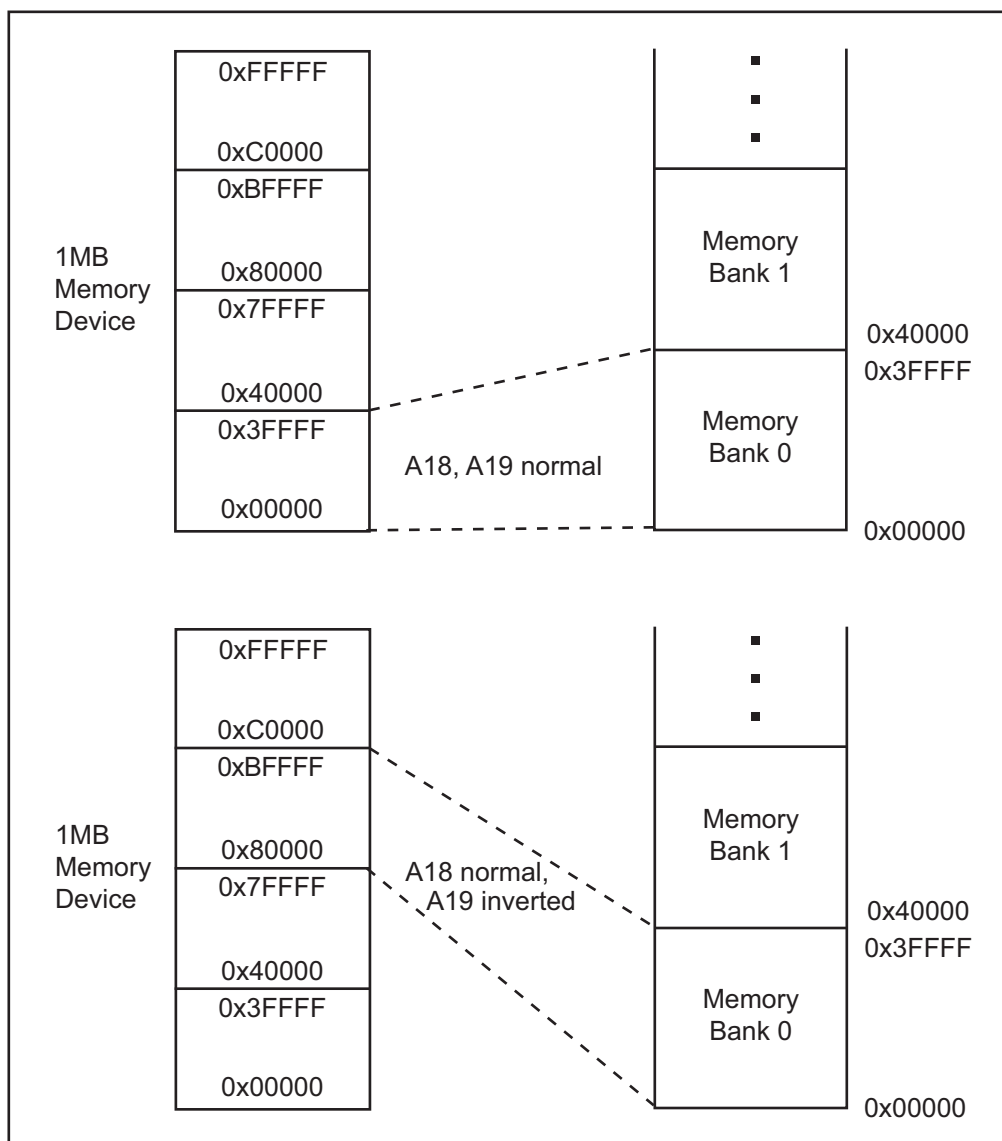 0xFFFFF
0xC0000
0xBFFFF
0x80000
0x7FFFF
0x40000
0x3FFFF
0x00000
1MB
Memory
Device
A18, A19 normal
Memory
Bank 1
Memory
Bank 0
0x40000
0x3FFFF
0x00000
0xFFFFF
0xC0000
0xBFFFF
0x80000
0x7FFFF
0x40000
0x3FFFF
0x00000
1MB
Memory
Device
A18 normal,
A19 inverted
Memory
Bank 1
Memory
Bank 0
0x40000
0x3FFFF
0x00000